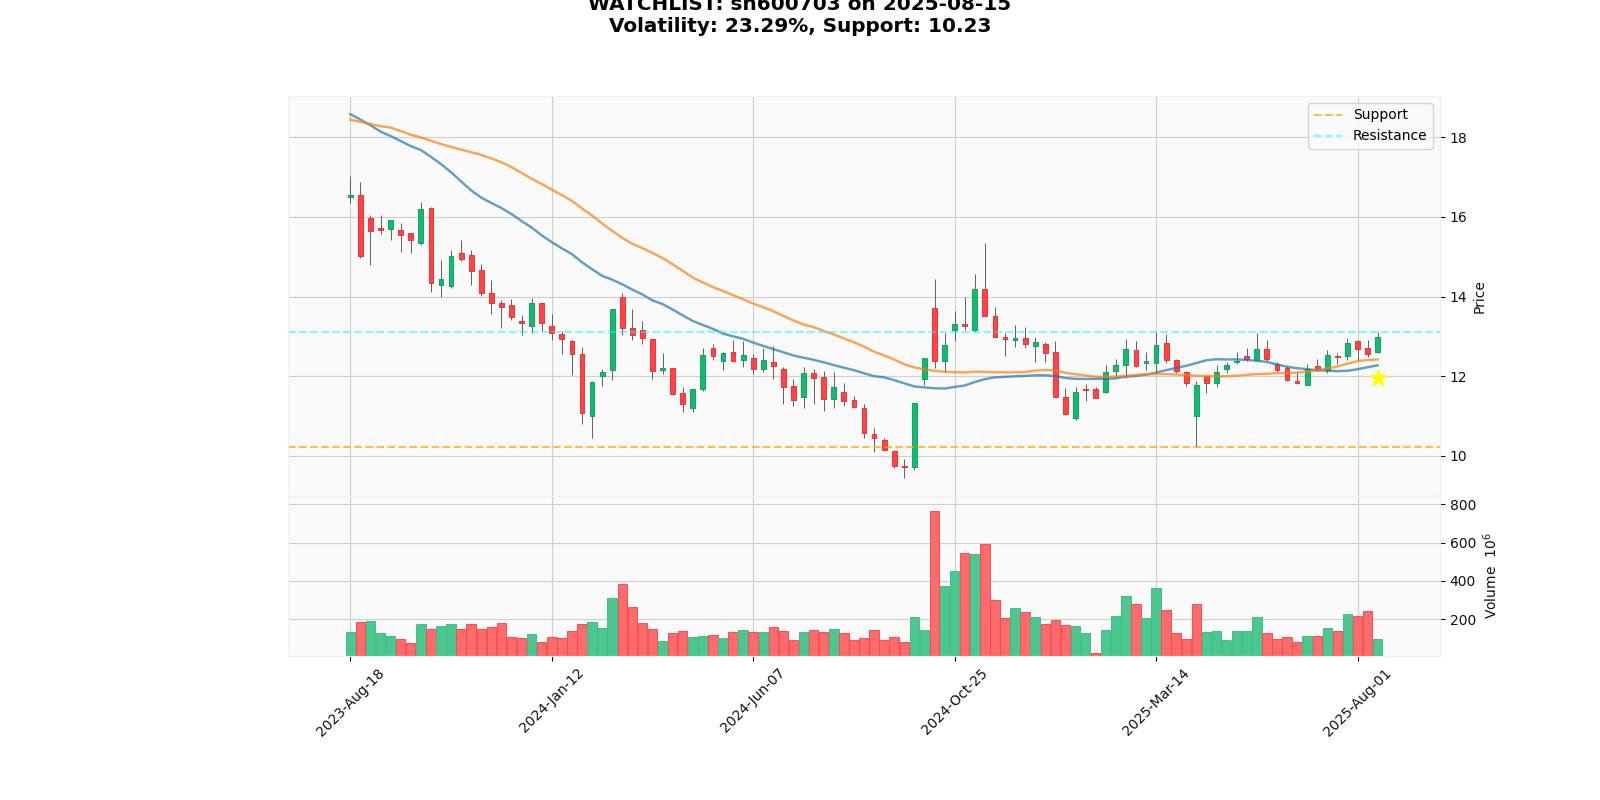 WATCHLIST: sh600703 on 2025-08-15
Volatility: 23.29%, Support: 10.23
Support
Resistance
18
16
14
12
10
Price
800
600
400
200
Volume 10^6
2023-Aug-18
2024-Jan-12
2024-Jun-07
2024-Oct-25
2025-Mar-14
2025-Aug-01